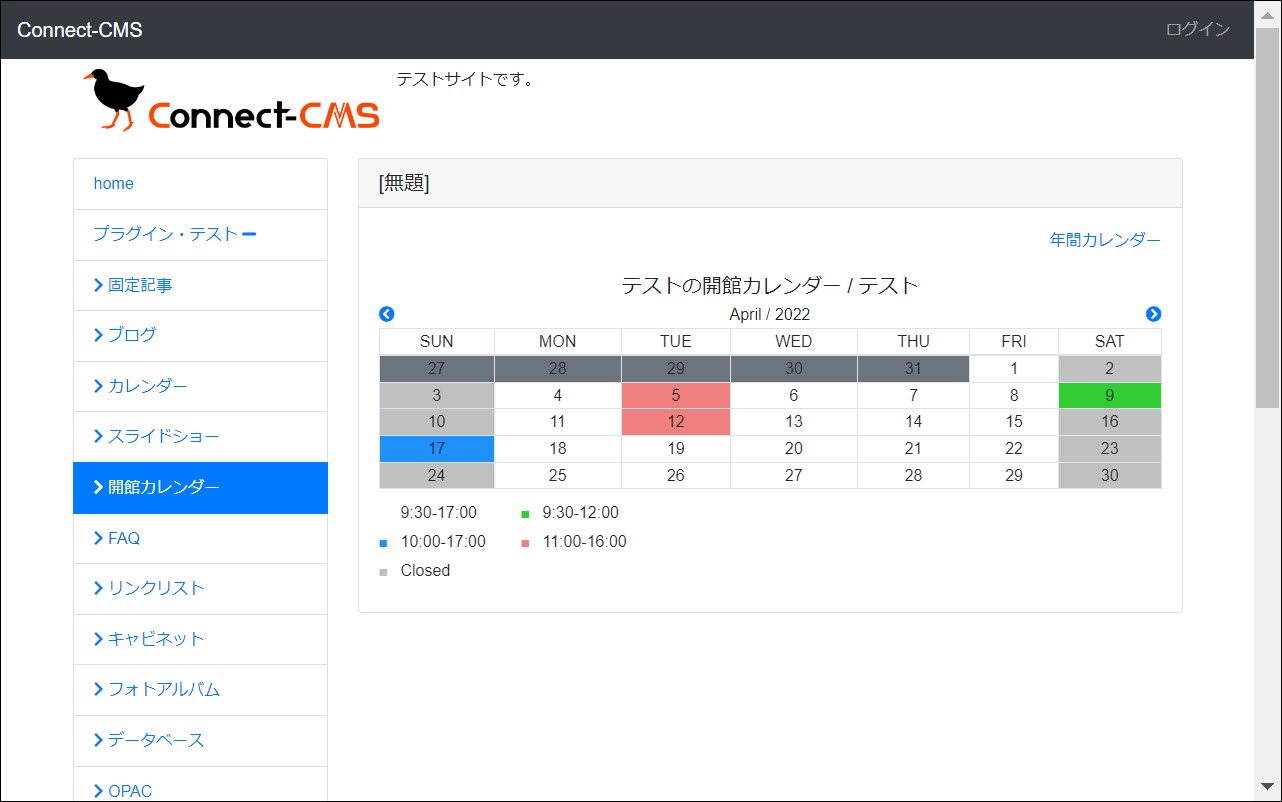 Connect-CMS
ログイン
Connect-CMS
テストサイトです。
home
プラグイン・テスト
固定記事
ブログ
カレンダー
スライドショー
開館カレンダー
FAQ
リンクリスト
キャビネット
フォトアルバム
データベース
OPAC
[無題]
年間カレンダー
テストの開館カレンダー / テスト
April / 2022
SUN MON TUE WED THU FRI SAT
27 28 29 30 31 1 2
3 4 5 6 7 8 9
10 11 12 13 14 15 16
17 18 19 20 21 22 23
24 25 26 27 28 29 30
9:30-17:00 9:30-12:00
10:00-17:00 11:00-16:00
Closed